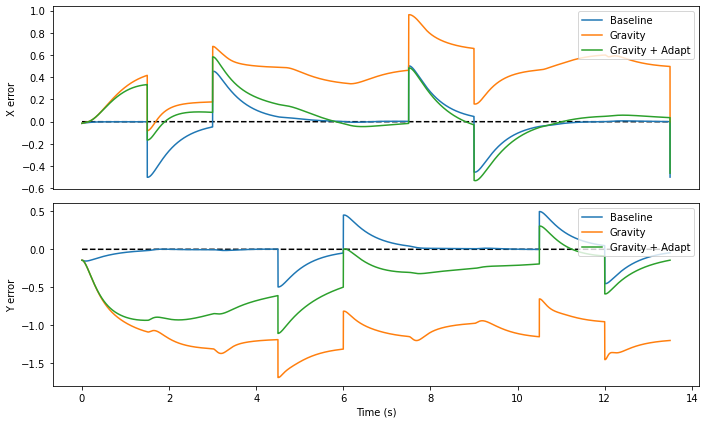 1.0
0.8
0.6
0.4
0.2
0.0
−0.2
−0.4
−0.6
X error
Baseline
Gravity
Gravity + Adapt
0.5
0.0
−0.5
−1.0
−1.5
Y error
Baseline
Gravity
Gravity + Adapt
0 2 4 6 8 10 12 14
Time (s)